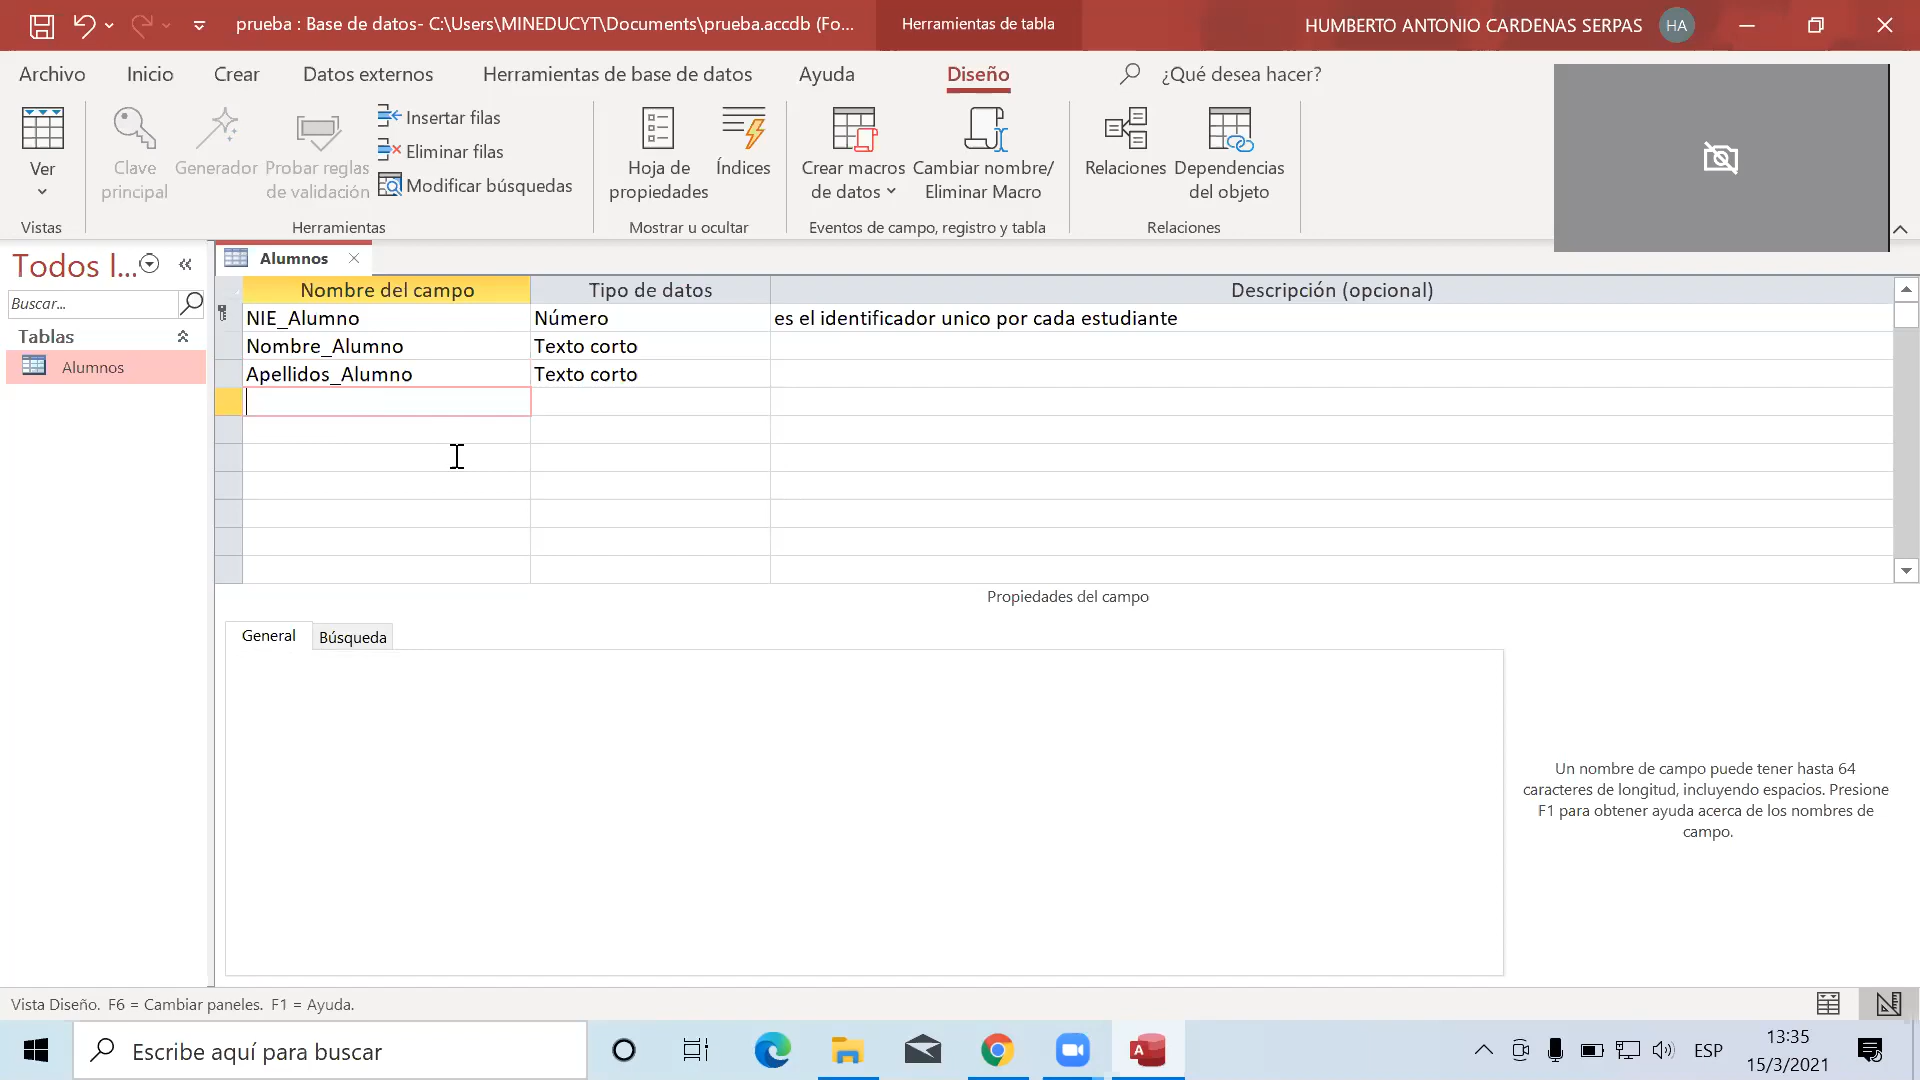 prueba : Base de datos- C:\Users\MINEDUCYT\Documents\prueba.accdb (Fo...
Herramientas de tabla
HUMBERTO ANTONIO CARDENAS SERPAS
HA
Archivo
Inicio
Crear
Datos externos
Herramientas de base de datos
Ayuda
Diseño
¿Qué desea hacer?
Ver
Clave
principal
Generador
Probar reglas
de validación
Insertar filas
Eliminar filas
Modificar búsquedas
Hoja de
propiedades
Índices
Crear macros
de datos
Cambiar nombre/
Eliminar Macro
Relaciones
Dependencias
del objeto
Vistas
Herramientas
Mostrar u ocultar
Eventos de campo, registro y tabla
Relaciones
Todos l...
Buscar...
Tablas
Alumnos
Alumnos
Nombre del campo
Tipo de datos
Descripción (opcional)
NIE_Alumno
Número
es el identificador unico por cada estudiante
Nombre_Alumno
Texto corto
Apellidos_Alumno
Texto corto
Propiedades del campo
General
Búsqueda
Un nombre de campo puede tener hasta 64
caracteres de longitud, incluyendo espacios. Presione
F1 para obtener ayuda acerca de los nombres de
campo.
Vista Diseño.  F6 = Cambiar paneles.  F1 = Ayuda.
Escribe aquí para buscar
A
ESP
13:35
15/3/2021